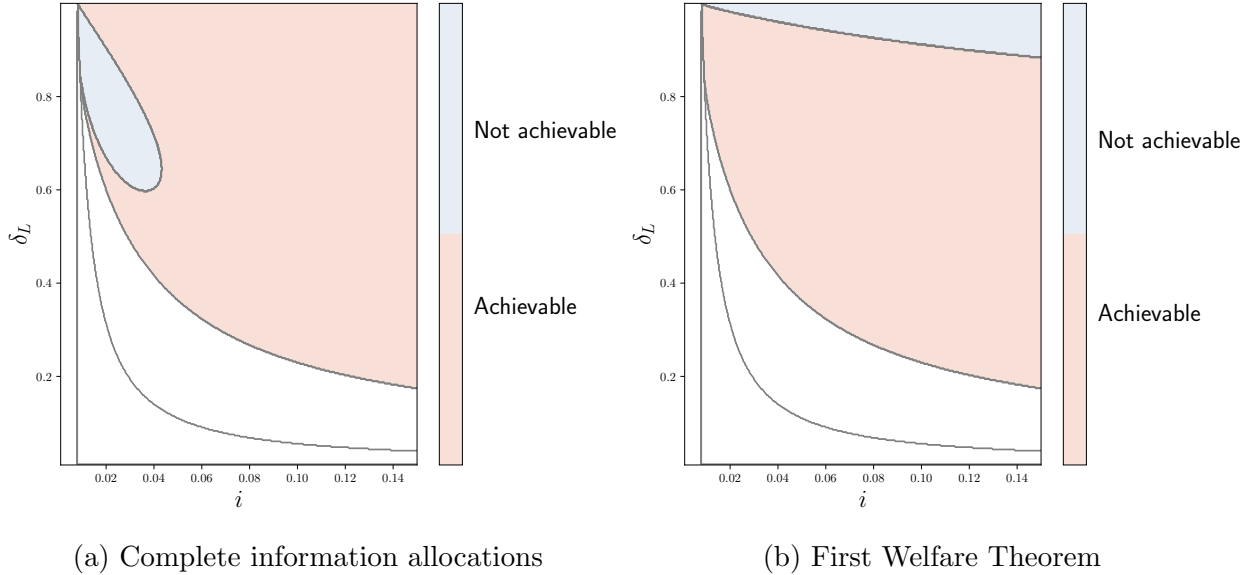 0.8
0.6
0.4
0.2
δ_L
0.02 0.04 0.06 0.08 0.10 0.12 0.14
i
Not achievable
Achievable
(a) Complete information allocations
0.8
0.6
0.4
0.2
δ_L
0.02 0.04 0.06 0.08 0.10 0.12 0.14
i
Not achievable
Achievable
(b) First Welfare Theorem